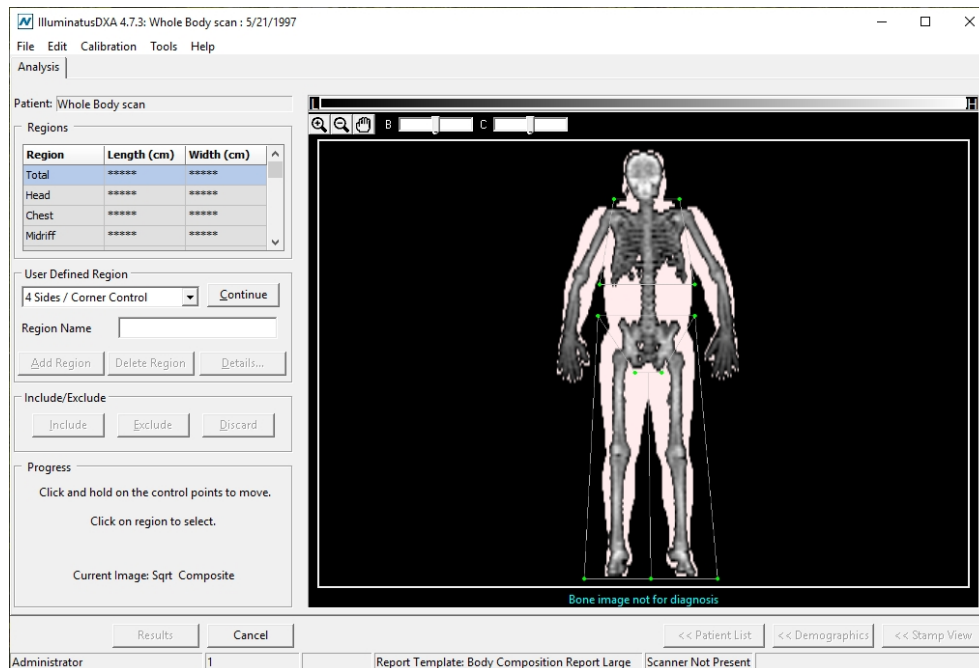 IlluminatusDXA 4.7.3: Whole Body scan : 5/21/1997
File Edit Calibration Tools Help
Analysis
Patient: Whole Body scan
L H
B C
Regions
Region Length (cm) Width (cm)
Total ***** *****
Head ***** *****
Chest ***** *****
Midriff ***** *****
User Defined Region
4 Sides / Corner Control Continue
Region Name
Add Region Delete Region Details...
Include/Exclude
Include Exclude Discard
Progress
Click and hold on the control points to move.
Click on region to select.
Current Image: Sqrt Composite
Bone image not for diagnosis
Results Cancel << Patient List << Demographics << Stamp View
Administrator 1 Report Template: Body Composition Report Large Scanner Not Present